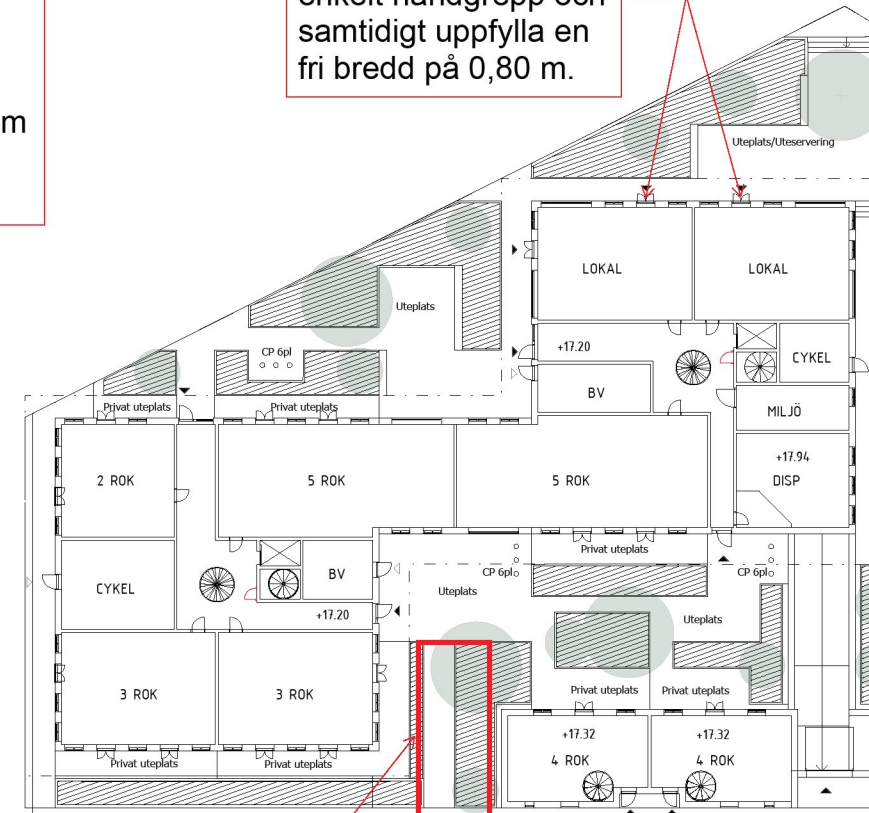 enkelt handgrepp och
samtidigt uppfylla en
fri bredd på 0,80 m.
m
Uteplats/Uteservering
LOKAL
LOKAL
Uteplats
+17.20
CP 6pl
CYKEL
BV
Privat uteplats
Privat uteplats
MILJÖ
+17.94
DISP
2 ROK
5 ROK
5 ROK
Privat uteplats
CP 6pl
CP 6pl
BV
CYKEL
Uteplats
+17.20
Uteplats
3 ROK
3 ROK
Privat uteplats
Privat uteplats
+17.32
4 ROK
+17.32
4 ROK
Privat uteplats
Privat uteplats